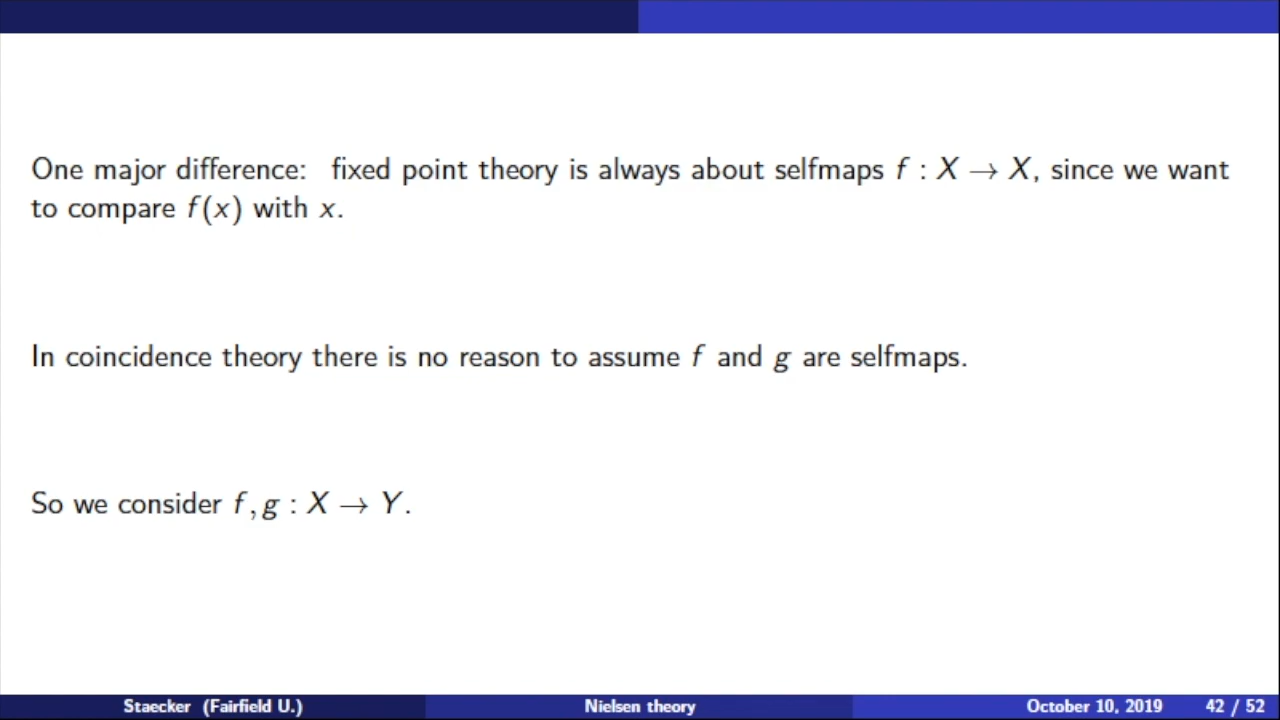 One major difference: fixed point theory is always about selfmaps f : X → X, since we want
to compare f(x) with x.
In coincidence theory there is no reason to assume f and g are selfmaps.
So we consider f, g : X → Y.
Staecker (Fairfield U.) Nielsen theory October 10, 2019 42 / 52